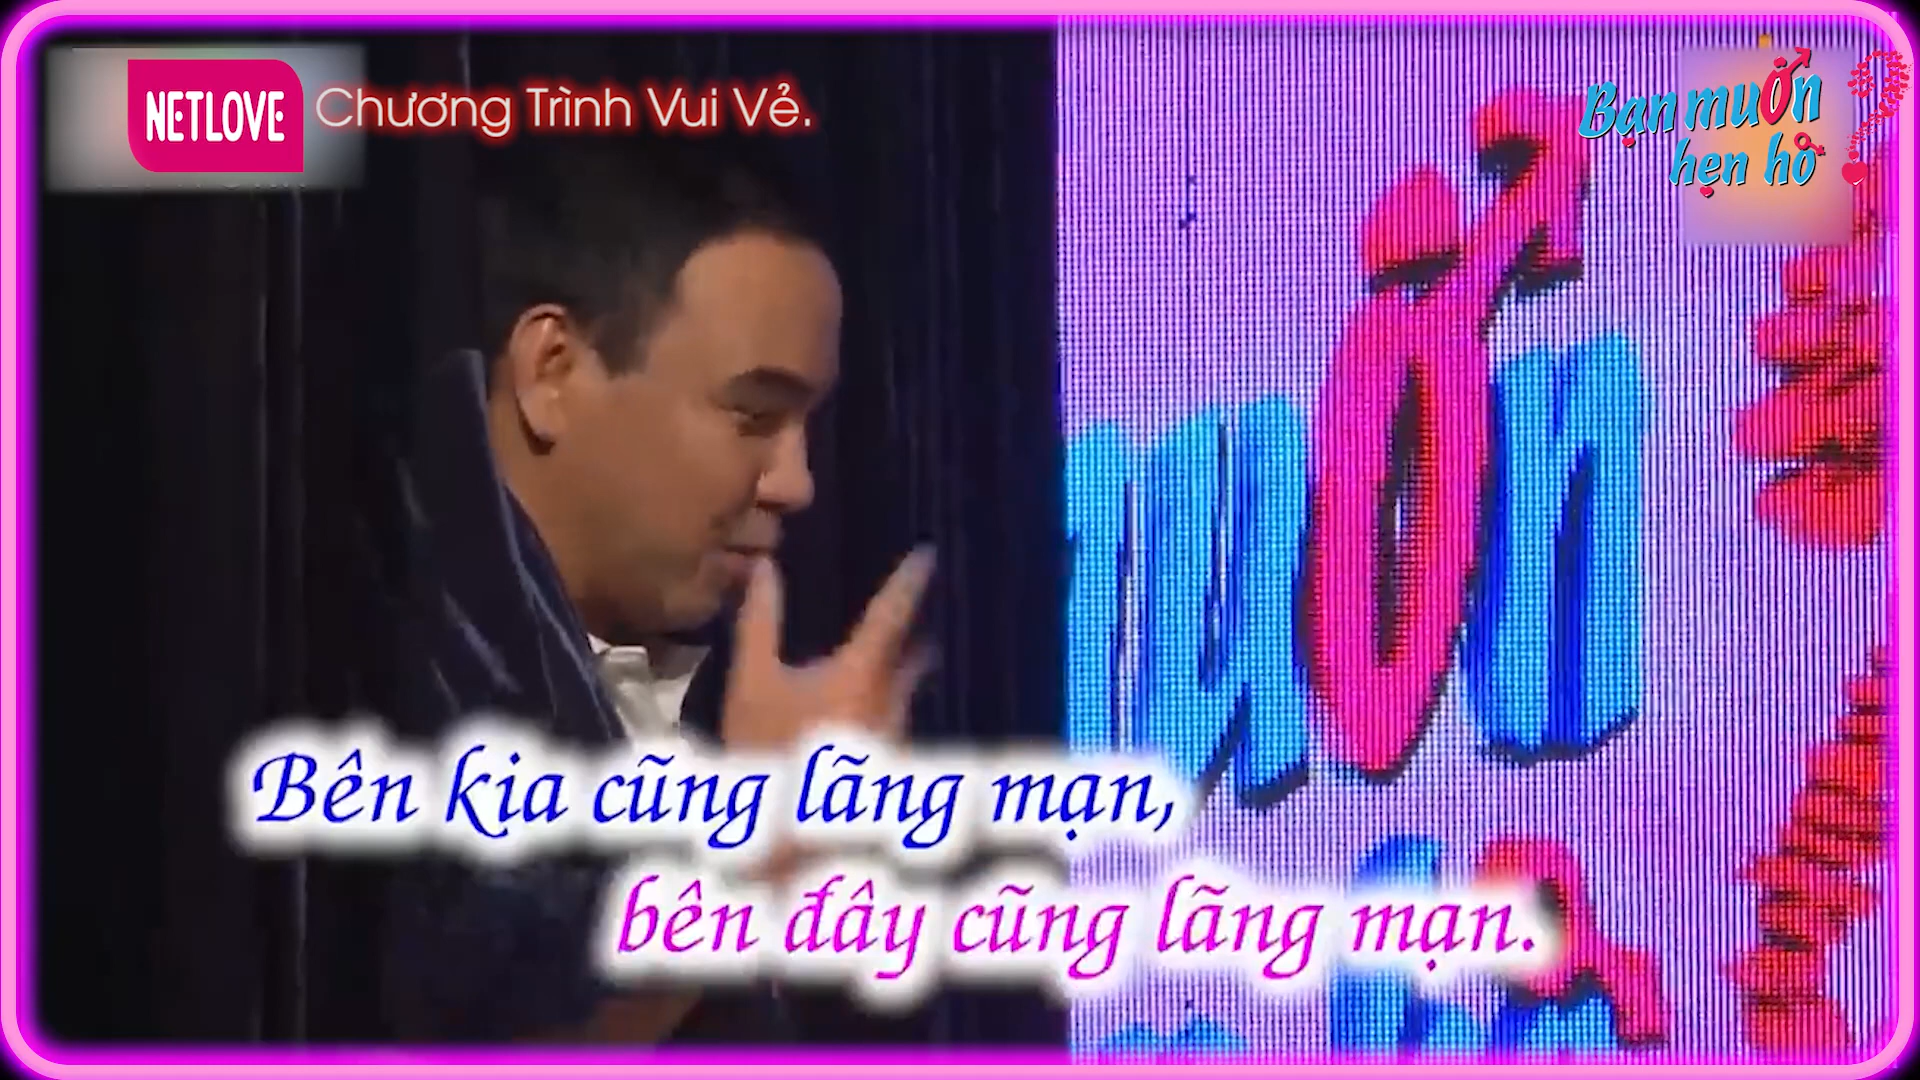 NETLOVE
Chương Trình Vui Vẻ.
Bạn muốn
hẹn hò
uốn
Bên kia cũng lãng mạn,
bên đây cũng lãng mạn.